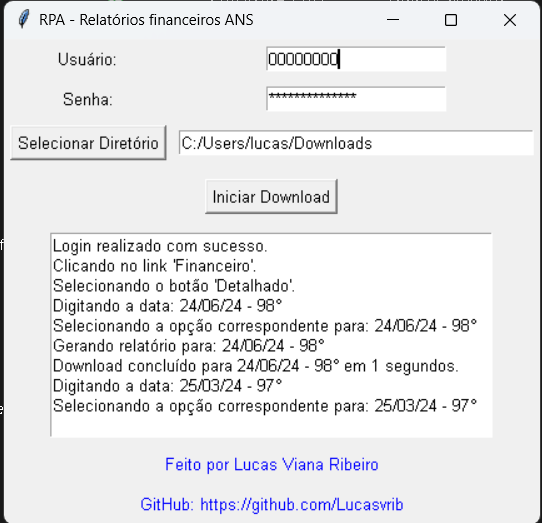 RPA - Relatórios financeiros ANS
Usuário: 00000000
Senha: **************
Selecionar Diretório C:/Users/lucas/Downloads
Iniciar Download
Login realizado com sucesso.
Clicando no link 'Financeiro'.
Selecionando o botão 'Detalhado'.
Digitando a data: 24/06/24 - 98°
Selecionando a opção correspondente para: 24/06/24 - 98°
Gerando relatório para: 24/06/24 - 98°
Download concluído para 24/06/24 - 98° em 1 segundos.
Digitando a data: 25/03/24 - 97°
Selecionando a opção correspondente para: 25/03/24 - 97°
Feito por Lucas Viana Ribeiro
GitHub: https://github.com/Lucasvrib